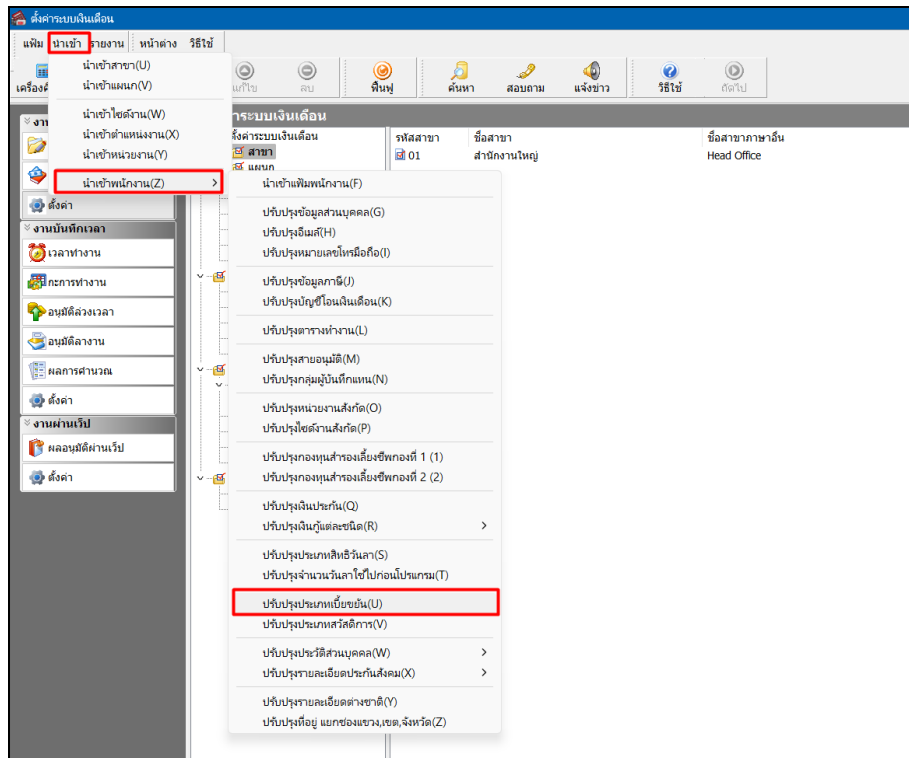 ตั้งค่าระบบเงินเดือน
แฟ้ม นำเข้า รายงาน หน้าต่าง วิธีใช้
แก้ไข ลบ ฟื้นฟู ค้นหา สอบถาม แจ้งข่าว วิธีใช้ ถัดไป
นำเข้าสาขา(U)
นำเข้าแผนก(V)
นำเข้าไซต์งาน(W)
นำเข้าตำแหน่งงาน(X)
นำเข้าหน่วยงาน(Y)
นำเข้าพนักงาน(Z)
ตั้งค่า
งานบันทึกเวลา
เวลาทำงาน
กะการทำงาน
อนุมัติล่วงเวลา
อนุมัติลางาน
ผลการคำนวณ
ตั้งค่า
งานผ่านเว็ป
ผลอนุมัติผ่านเว็ป
ตั้งค่า
ตั้งค่าระบบเงินเดือน
สาขา
แผนก
รหัสสาขา ชื่อสาขา ชื่อสาขาภาษาอื่น
01 สำนักงานใหญ่ Head Office
นำเข้าแฟ้มพนักงาน(F)
ปรับปรุงข้อมูลส่วนบุคคล(G)
ปรับปรุงอีเมล์(H)
ปรับปรุงหมายเลขโทรมือถือ(I)
ปรับปรุงข้อมูลภาษี(J)
ปรับปรุงบัญชีโอนเงินเดือน(K)
ปรับปรุงตารางทำงาน(L)
ปรับปรุงสายอนุมัติ(M)
ปรับปรุงกลุ่มผู้บันทึกแทน(N)
ปรับปรุงหน่วยงานสังกัด(O)
ปรับปรุงไซต์งานสังกัด(P)
ปรับปรุงกองทุนสำรองเลี้ยงชีพกองที่ 1 (1)
ปรับปรุงกองทุนสำรองเลี้ยงชีพกองที่ 2 (2)
ปรับปรุงเงินประกัน(Q)
ปรับปรุงเงินกู้แต่ละชนิด(R)
ปรับปรุงประเภทสิทธิวันลา(S)
ปรับปรุงจำนวนวันลาใช้ไปก่อนโปรแกรม(T)
ปรับปรุงประเภทเบี้ยขยัน(U)
ปรับปรุงประเภทสวัสดิการ(V)
ปรับปรุงประวัติส่วนบุคคล(W)
ปรับปรุงรายละเอียดประกันสังคม(X)
ปรับปรุงรายละเอียดต่างชาติ(Y)
ปรับปรุงที่อยู่ แยกช่องแขวง,เขต,จังหวัด(Z)